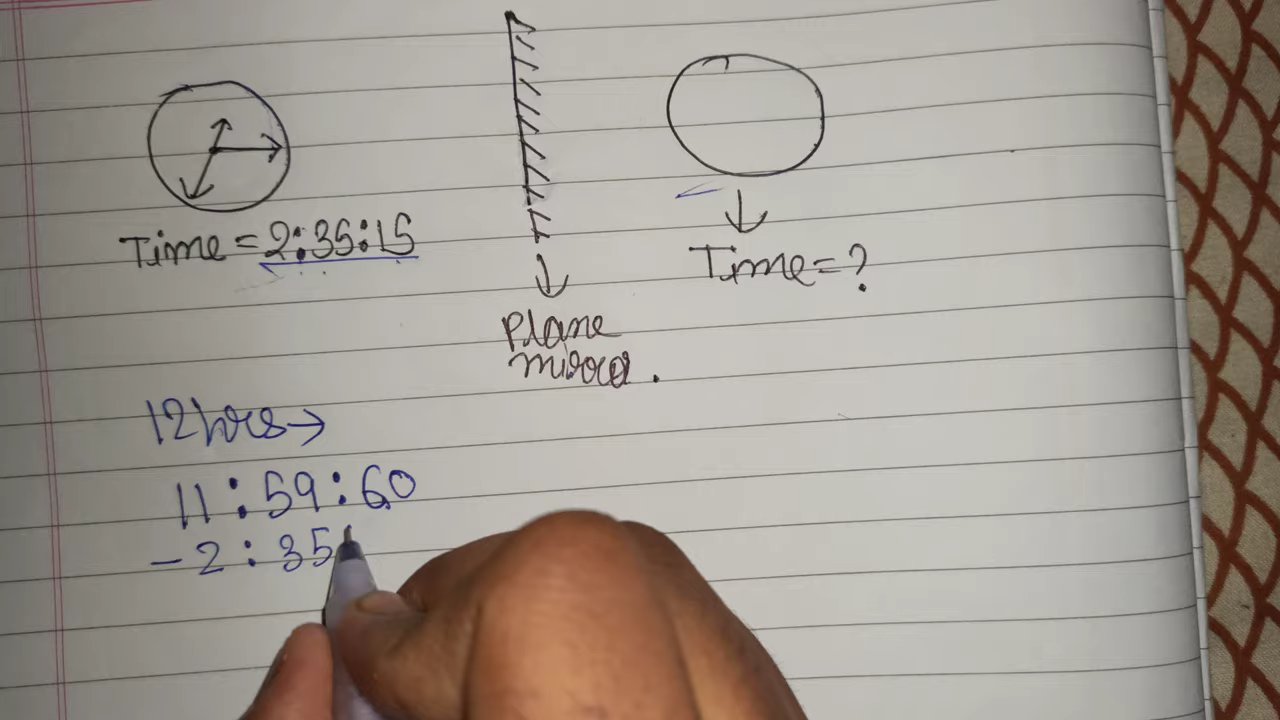 Time = 2:35:15
Time = ?
Plane
mirror.
12hrs →
11:59:60
- 2:35